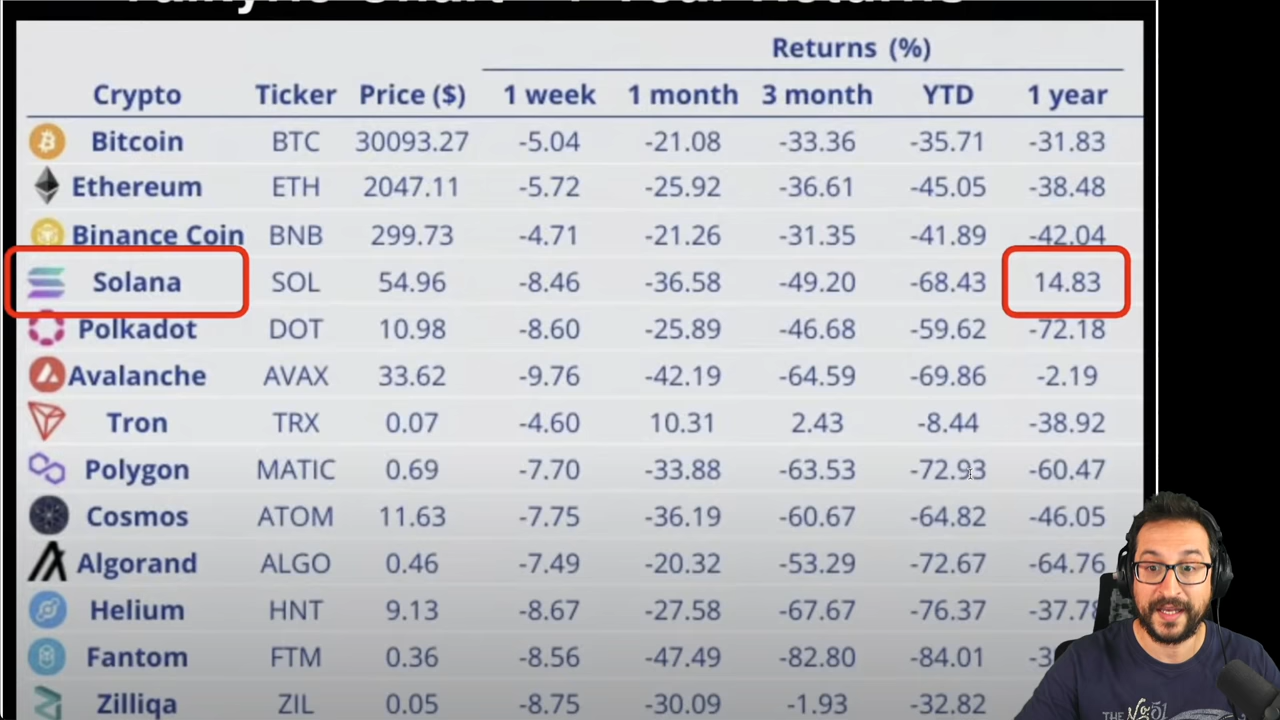 Returns (%)
Crypto Ticker Price ($) 1 week 1 month 3 month YTD 1 year
Bitcoin BTC 30093.27 -5.04 -21.08 -33.36 -35.71 -31.83
Ethereum ETH 2047.11 -5.72 -25.92 -36.61 -45.05 -38.48
Binance Coin BNB 299.73 -4.71 -21.26 -31.35 -41.89 -42.04
Solana SOL 54.96 -8.46 -36.58 -49.20 -68.43 14.83
Polkadot DOT 10.98 -8.60 -25.89 -46.68 -59.62 -72.18
Avalanche AVAX 33.62 -9.76 -42.19 -64.59 -69.86 -2.19
Tron TRX 0.07 -4.60 10.31 2.43 -8.44 -38.92
Polygon MATIC 0.69 -7.70 -33.88 -63.53 -72.93 -60.47
Cosmos ATOM 11.63 -7.75 -36.19 -60.67 -64.82 -46.05
Algorand ALGO 0.46 -7.49 -20.32 -53.29 -72.67 -64.76
Helium HNT 9.13 -8.67 -27.58 -67.67 -76.37
Fantom FTM 0.36 -8.56 -47.49 -82.80 -84.01
Zilliqa ZIL 0.05 -8.75 -30.09 -1.93 -32.82
THE